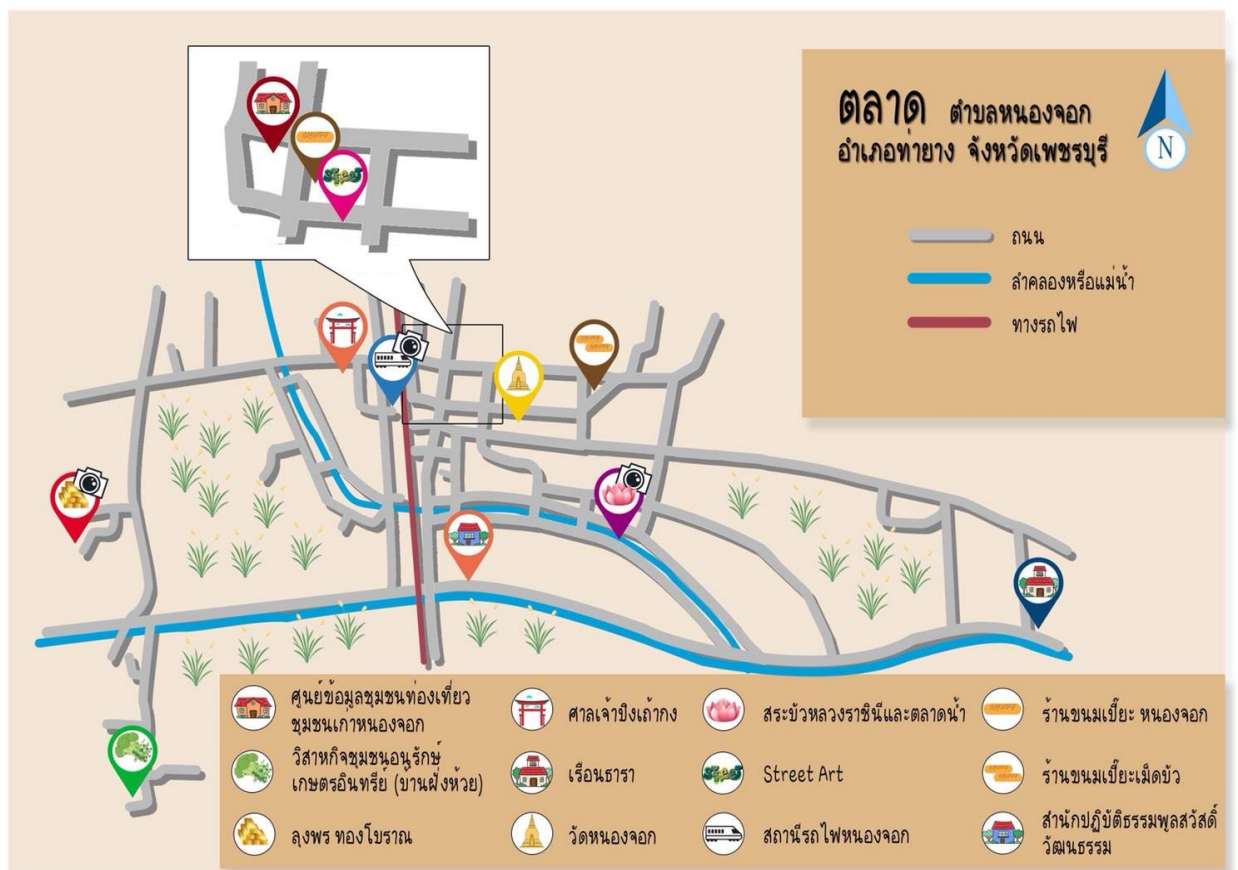 ตลาด ตำบลหนองจอก
อำเภอท่ายาง จังหวัดเพชรบุรี
N
ถนน
ลำคลองหรือแม่น้ำ
ทางรถไฟ
ศูนย์ข้อมูลชุมชนท่องเที่ยว
ชุมชนเก่าหนองจอก
ศาลเจ้าปึงเถ้ากง
สระบัวหลวงราชินีและตลาดน้ำ
ร้านขนมเปี๊ยะ หนองจอก
วิสาหกิจชุมชนอนุรักษ์
เกษตรอินทรีย์ (บ้านฝั่งห้วย)
เรือนธารา
Street Art
ร้านขนมเปี๊ยะเม็ดบัว
ลุงพร ทองโบราณ
วัดหนองจอก
สถานีรถไฟหนองจอก
สำนักปฏิบัติธรรมพูลสวัสดิ์
วัฒนธรรม